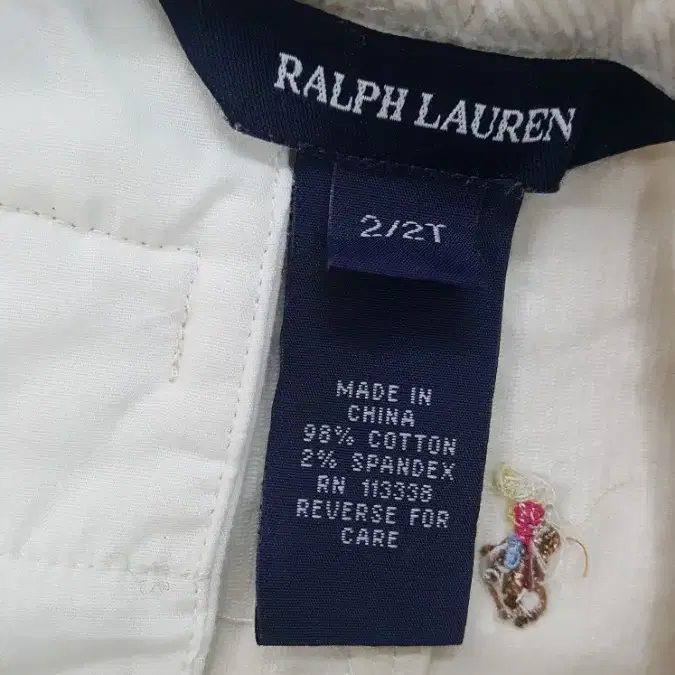 RALPH LAUREN
2/2T
MADE IN
CHINA
98% COTTON
2% SPANDEX
RN 113338
REVERSE FOR
CARE